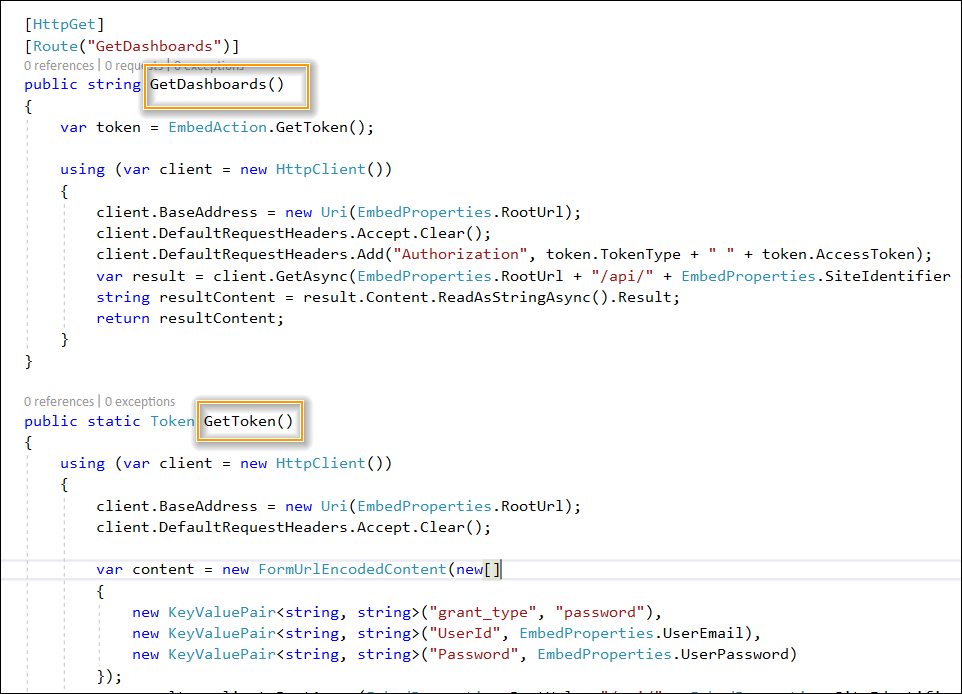 [HttpGet]
[Route("GetDashboards")]
0 references | 0 requests | 0 exceptions
public string GetDashboards()
{
var token = EmbedAction.GetToken();
using (var client = new HttpClient())
{
client.BaseAddress = new Uri(EmbedProperties.RootUrl);
client.DefaultRequestHeaders.Accept.Clear();
client.DefaultRequestHeaders.Add("Authorization", token.TokenType + " " + token.AccessToken);
var result = client.GetAsync(EmbedProperties.RootUrl + "/api/" + EmbedProperties.SiteIdentifier
string resultContent = result.Content.ReadAsStringAsync().Result;
return resultContent;
}
}
0 references | 0 exceptions
public static Token GetToken()
{
using (var client = new HttpClient())
{
client.BaseAddress = new Uri(EmbedProperties.RootUrl);
client.DefaultRequestHeaders.Accept.Clear();
var content = new FormUrlEncodedContent(new[]
{
new KeyValuePair<string, string>("grant_type", "password"),
new KeyValuePair<string, string>("UserId", EmbedProperties.UserEmail),
new KeyValuePair<string, string>("Password", EmbedProperties.UserPassword)
});